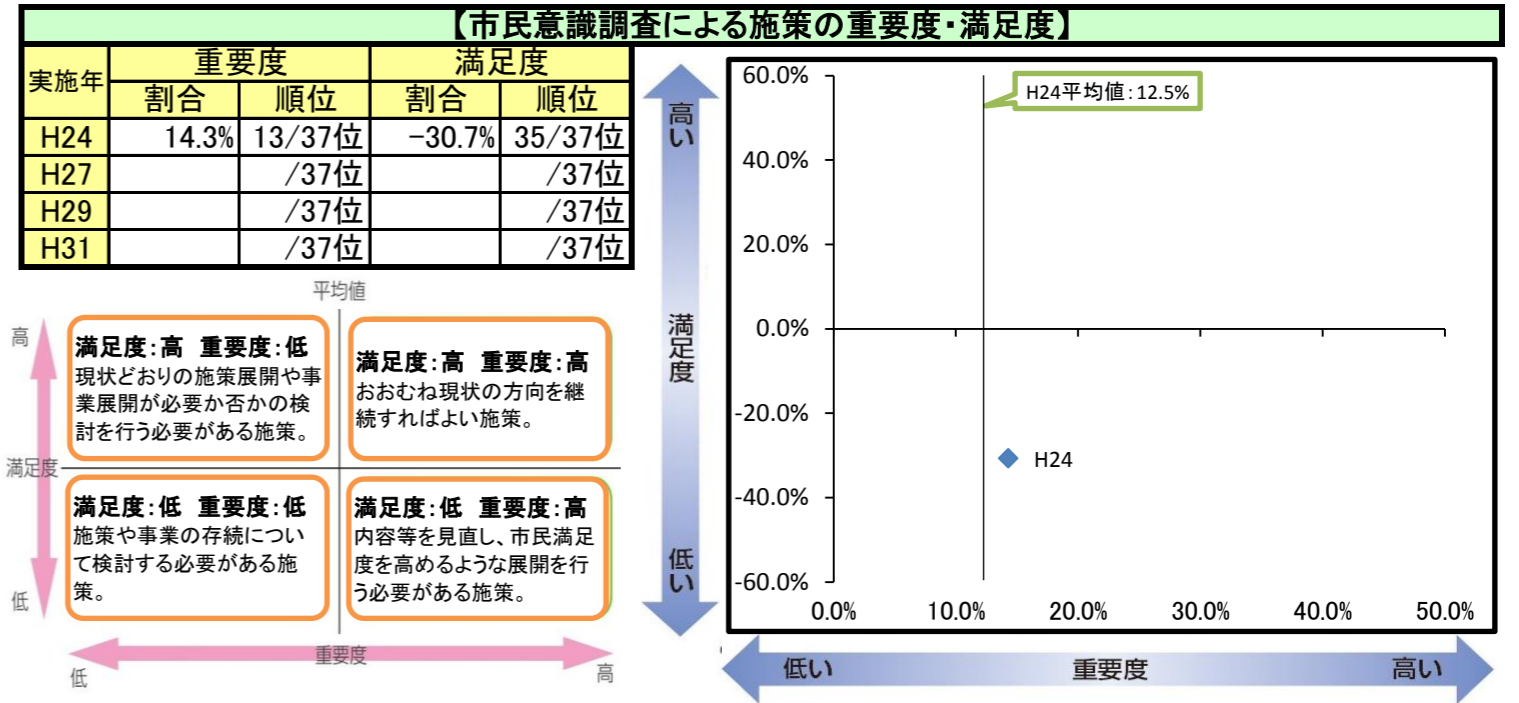 【市民意識調査による施策の重要度・満足度】
実施年 重要度 満足度
割合 順位 割合 順位
H24 14.3% 13/37位 -30.7% 35/37位
H27 /37位 /37位
H29 /37位 /37位
H31 /37位 /37位
平均値
高
満足度:高 重要度:低
現状どおりの施策展開や事
業展開が必要か否かの検
討を行う必要がある施策。
満足度:高 重要度:高
おおむね現状の方向を継
続すればよい施策。
満足度
満足度:低 重要度:低
施策や事業の存続につい
て検討する必要がある施
策。
満足度:低 重要度:高
内容等を見直し、市民満足
度を高めるような展開を行
う必要がある施策。
低
重要度
低
高
高い
満足度
低い
60.0%
40.0%
20.0%
0.0%
-20.0%
-40.0%
-60.0%
H24平均値:12.5%
H24
0.0% 10.0% 20.0% 30.0% 40.0% 50.0%
低い 重要度 高い